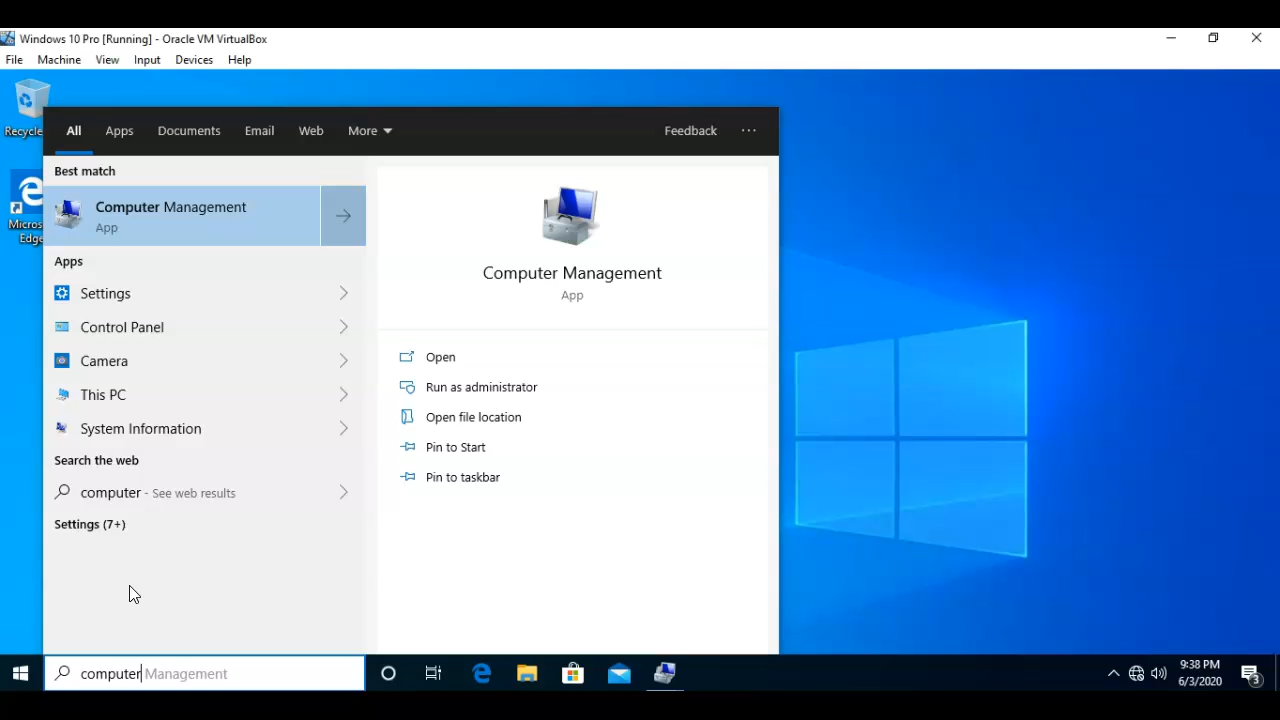 Windows 10 Pro [Running] - Oracle VM VirtualBox
File Machine View Input Devices Help
Recycle
Micros
Edge
All Apps Documents Email Web More Feedback ...
Best match
Computer Management
App
Apps
Settings
Control Panel
Camera
This PC
System Information
Search the web
computer - See web results
Settings (7+)
Computer Management
App
Open
Run as administrator
Open file location
Pin to Start
Pin to taskbar
computer Management
9:38 PM
6/3/2020
3